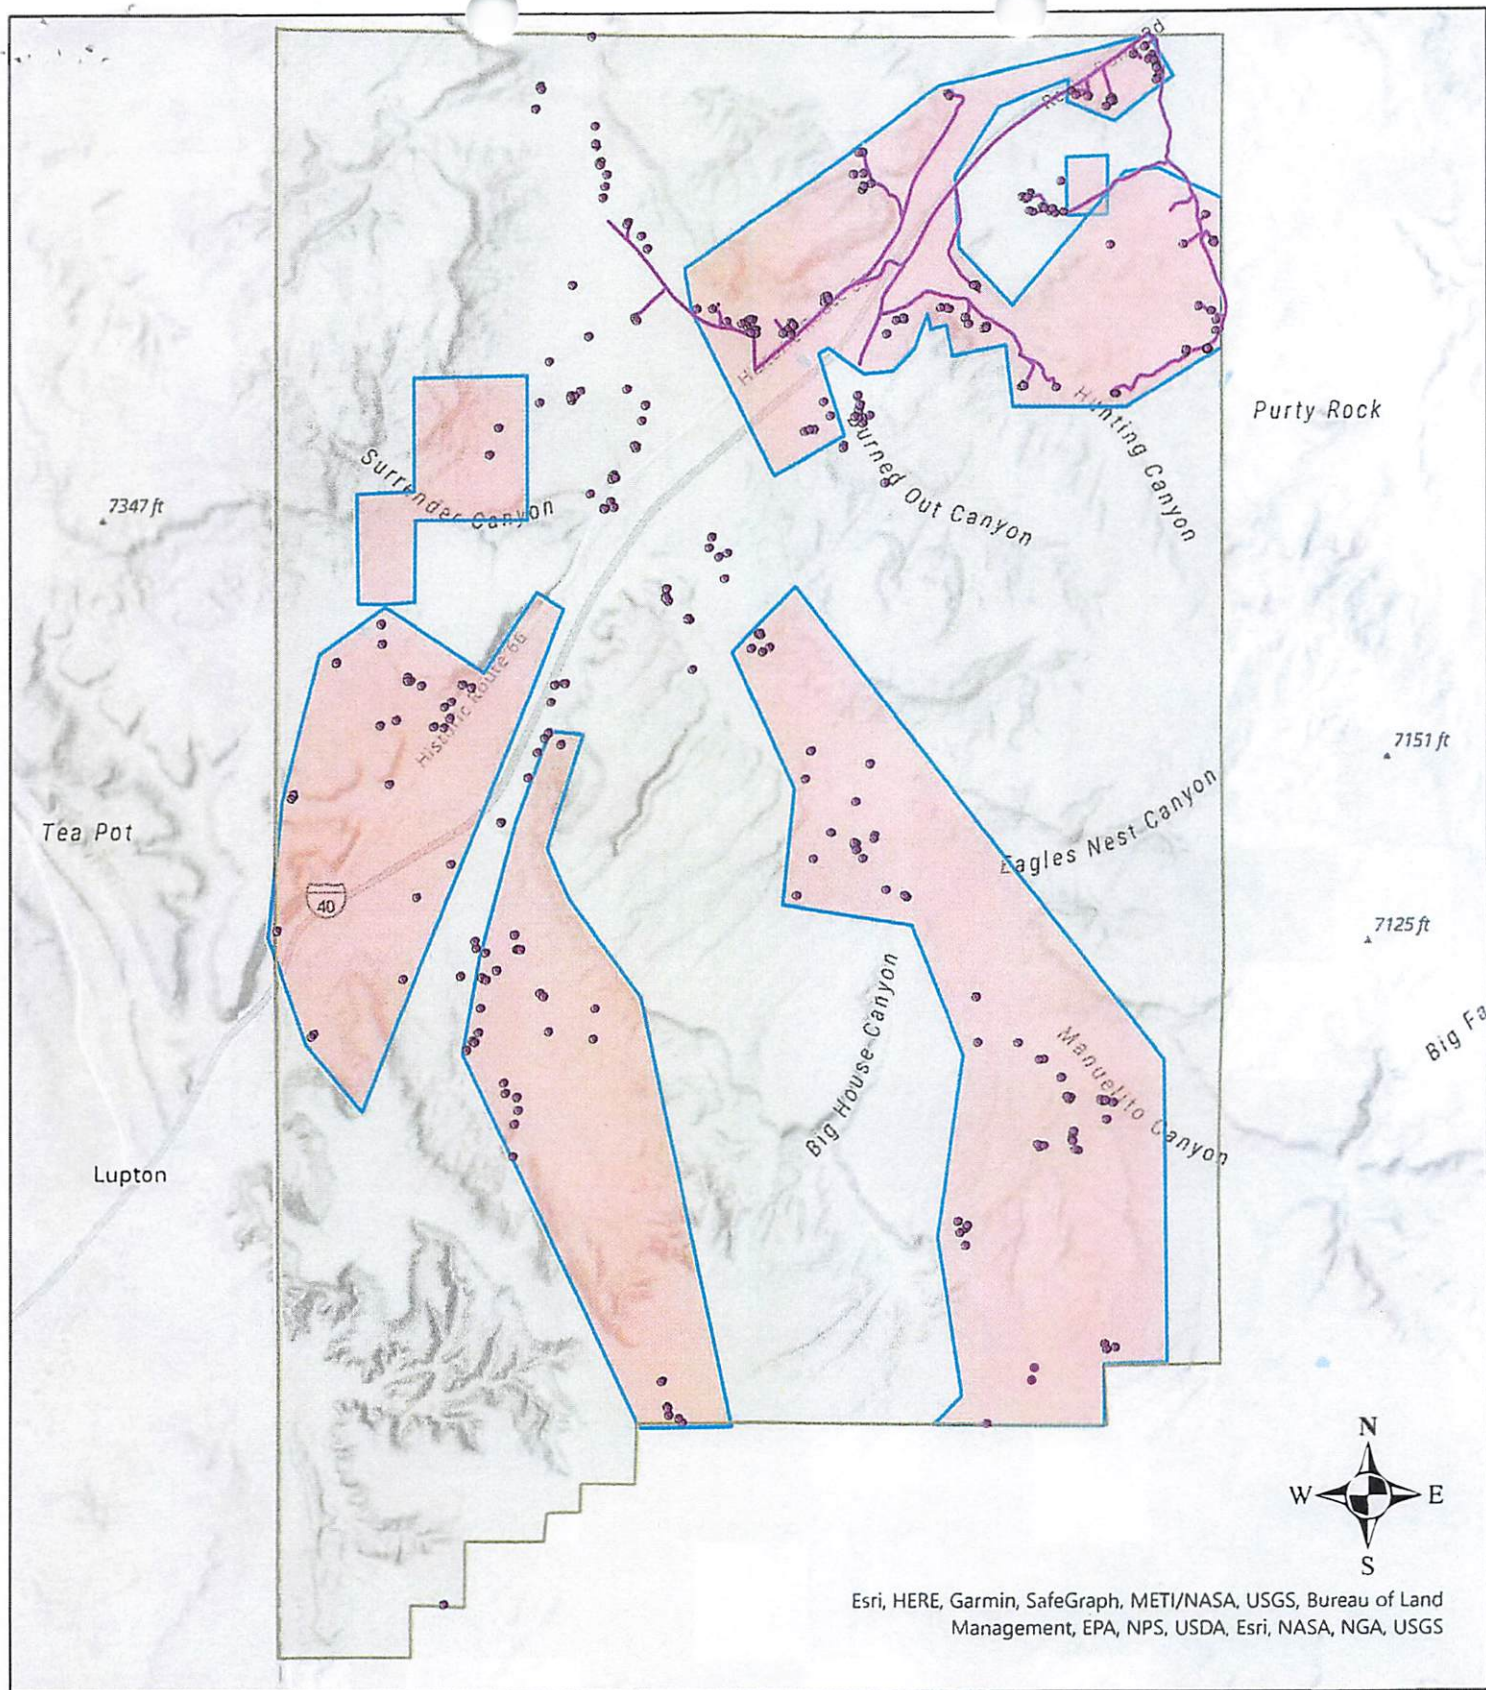 Purty Rock
Hunting Canyon
Burned Out Canyon
Surrender Canyon
7347 ft
Historic Route 66
7151 ft
Tea Pot
Eagles Nest Canyon
40
7125 ft
Big House Canyon
Manuelito Canyon
Big Fa
Lupton
N
W E
S
Esri, HERE, Garmin, SafeGraph, METI/NASA, USGS, Bureau of Land
Management, EPA, NPS, USDA, Esri, NASA, NGA, USGS